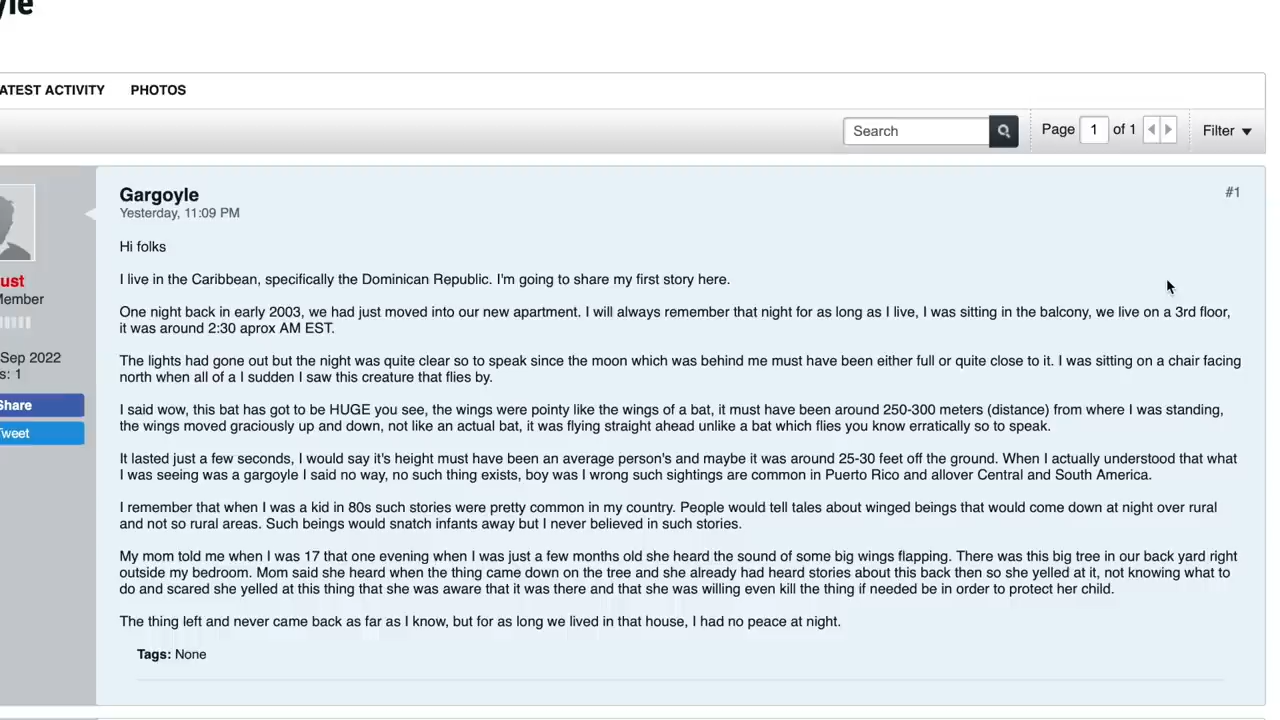 yle
ATEST ACTIVITY
PHOTOS
Search
Page 1 of 1
Filter
Gargoyle
#1
Yesterday, 11:09 PM
Hi folks
ust
Member
Sep 2022
s: 1
Share
Tweet
I live in the Caribbean, specifically the Dominican Republic. I'm going to share my first story here.
One night back in early 2003, we had just moved into our new apartment. I will always remember that night for as long as I live, I was sitting in the balcony, we live on a 3rd floor,
it was around 2:30 aprox AM EST.
The lights had gone out but the night was quite clear so to speak since the moon which was behind me must have been either full or quite close to it. I was sitting on a chair facing
north when all of a I sudden I saw this creature that flies by.
I said wow, this bat has got to be HUGE you see, the wings were pointy like the wings of a bat, it must have been around 250-300 meters (distance) from where I was standing,
the wings moved graciously up and down, not like an actual bat, it was flying straight ahead unlike a bat which flies you know erratically so to speak.
It lasted just a few seconds, I would say it's height must have been an average person's and maybe it was around 25-30 feet off the ground. When I actually understood that what
I was seeing was a gargoyle I said no way, no such thing exists, boy was I wrong such sightings are common in Puerto Rico and allover Central and South America.
I remember that when I was a kid in 80s such stories were pretty common in my country. People would tell tales about winged beings that would come down at night over rural
and not so rural areas. Such beings would snatch infants away but I never believed in such stories.
My mom told me when I was 17 that one evening when I was just a few months old she heard the sound of some big wings flapping. There was this big tree in our back yard right
outside my bedroom. Mom said she heard when the thing came down on the tree and she already had heard stories about this back then so she yelled at it, not knowing what to
do and scared she yelled at this thing that she was aware that it was there and that she was willing even kill the thing if needed be in order to protect her child.
The thing left and never came back as far as I know, but for as long we lived in that house, I had no peace at night.
Tags: None